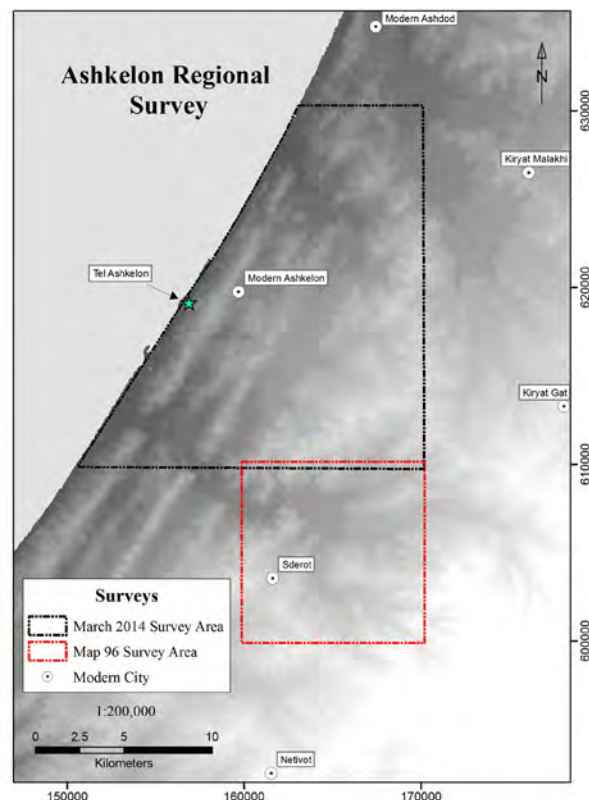 Modern Ashdod
Ashkelon Regional
Survey
N
630000
Kiryat Malakhi
Tel Ashkelon
Modern Ashkelon
620000
Kiryat Gat
610000
Sderot
Surveys
March 2014 Survey Area
Map 96 Survey Area
Modern City
600000
1:200,000
0 2.5 5 10
Kilometers
Netivot
150000 160000 170000